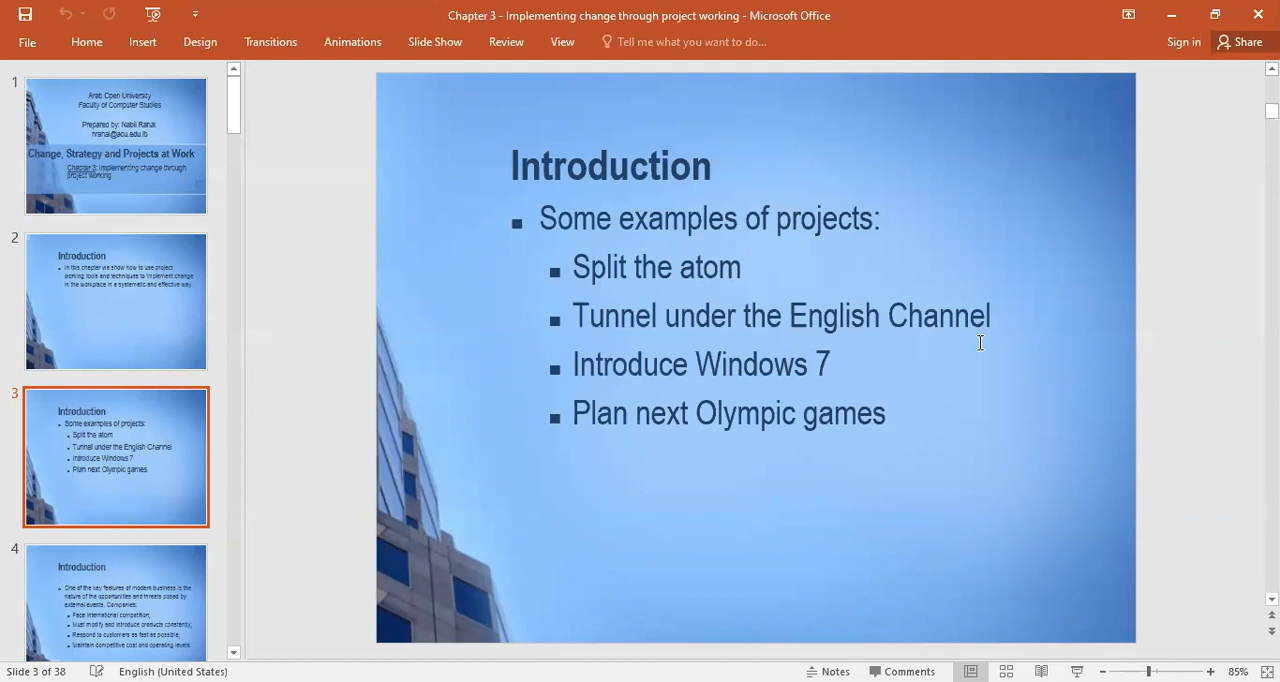 Chapter 3 - Implementing change through project working - Microsoft Office
File Home Insert Design Transitions Animations Slide Show Review View Tell me what you want to do... Sign in Share
1
Arab Open University
Faculty of Computer Studies
Prepared by: Nabil Rahal
nrahal@aou.edu.lb
Change, Strategy and Projects at Work
Chapter 3: Implementing change through
project working
2
Introduction
In this chapter we show how to use project
working tools and techniques to implement change
in the workplace in a systematic and effective way.
3
Introduction
Some examples of projects:
Split the atom
Tunnel under the English Channel
Introduce Windows 7
Plan next Olympic games
4
Introduction
One of the key features of modern business is the
nature of the opportunities and threats posed by
external events. Companies:
Face international competition;
Must modify and introduce products constantly;
Respond to customers as fast as possible;
Maintain competitive cost and operating levels.
Introduction
Some examples of projects:
Split the atom
Tunnel under the English Channel
Introduce Windows 7
Plan next Olympic games
Slide 3 of 38 English (United States) Notes Comments 85%